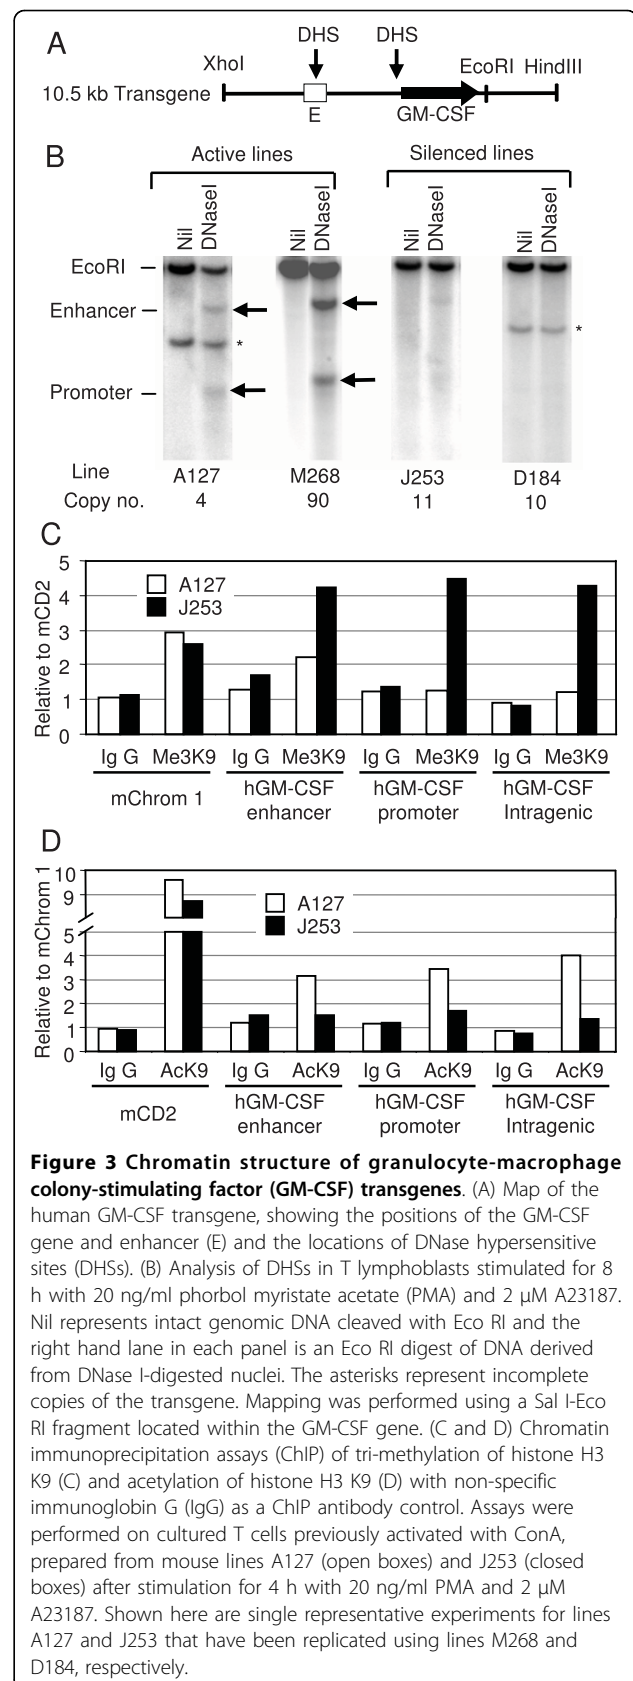 A
DHS DHS
XhoI EcoRI HindIII
10.5 kb Transgene
E GM-CSF
B
Active lines Silenced lines
Nil DNaseI Nil DNaseI Nil DNaseI Nil DNaseI
EcoRI
Enhancer
*
*
Promoter
Line A127 M268 J253 D184
Copy no. 4 90 11 10
C
Relative to mCD2
5
4
3
2
1
0
A127
J253
Ig G Me3K9 Ig G Me3K9 Ig G Me3K9 Ig G Me3K9
mChrom 1 hGM-CSF enhancer hGM-CSF promoter hGM-CSF Intragenic
D
Relative to mChrom 1
10
9
5
4
3
2
1
0
A127
J253
Ig G AcK9 Ig G AcK9 Ig G AcK9 Ig G AcK9
mCD2 hGM-CSF enhancer hGM-CSF promoter hGM-CSF Intragenic
Figure 3 Chromatin structure of granulocyte-macrophage
colony-stimulating factor (GM-CSF) transgenes. (A) Map of the
human GM-CSF transgene, showing the positions of the GM-CSF
gene and enhancer (E) and the locations of DNase hypersensitive
sites (DHSs). (B) Analysis of DHSs in T lymphoblasts stimulated for 8
h with 20 ng/ml phorbol myristate acetate (PMA) and 2 μM A23187.
Nil represents intact genomic DNA cleaved with Eco RI and the
right hand lane in each panel is an Eco RI digest of DNA derived
from DNase I-digested nuclei. The asterisks represent incomplete
copies of the transgene. Mapping was performed using a Sal I-Eco
RI fragment located within the GM-CSF gene. (C and D) Chromatin
immunoprecipitation assays (ChIP) of tri-methylation of histone H3
K9 (C) and acetylation of histone H3 K9 (D) with non-specific
immunoglobin G (IgG) as a ChIP antibody control. Assays were
performed on cultured T cells previously activated with ConA,
prepared from mouse lines A127 (open boxes) and J253 (closed
boxes) after stimulation for 4 h with 20 ng/ml PMA and 2 μM
A23187. Shown here are single representative experiments for lines
A127 and J253 that have been replicated using lines M268 and
D184, respectively.